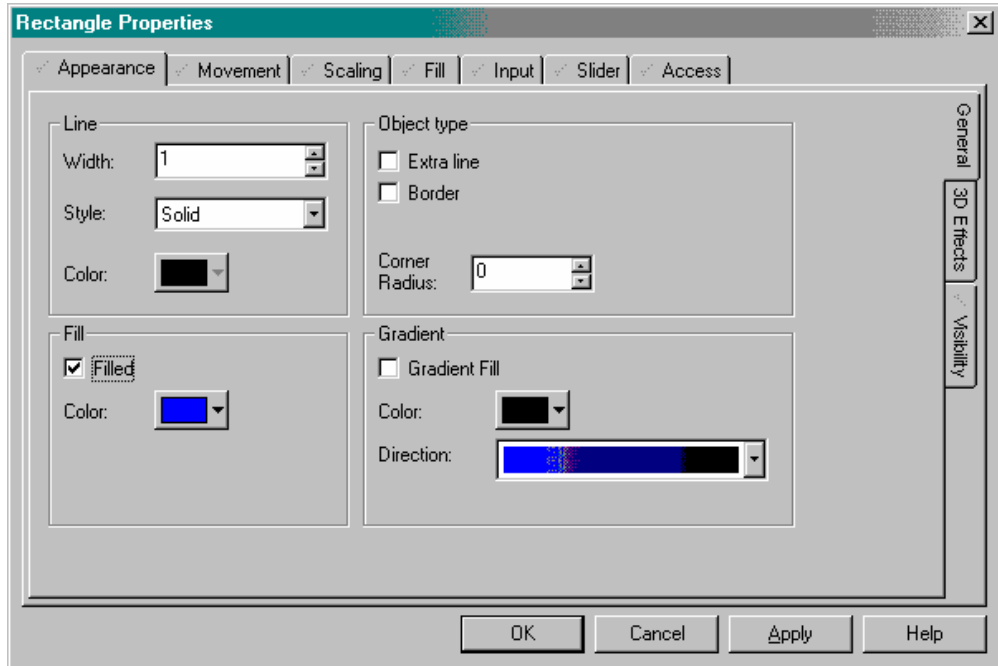 Rectangle Properties
Appearance Movement Scaling Fill Input Slider Access
General
3D Effects
Visibility
Line
Width: 1
Style: Solid
Color:
Object type
Extra line
Border
Corner
Radius: 0
Fill
Filled
Color:
Gradient
Gradient Fill
Color:
Direction:
OK Cancel Apply Help